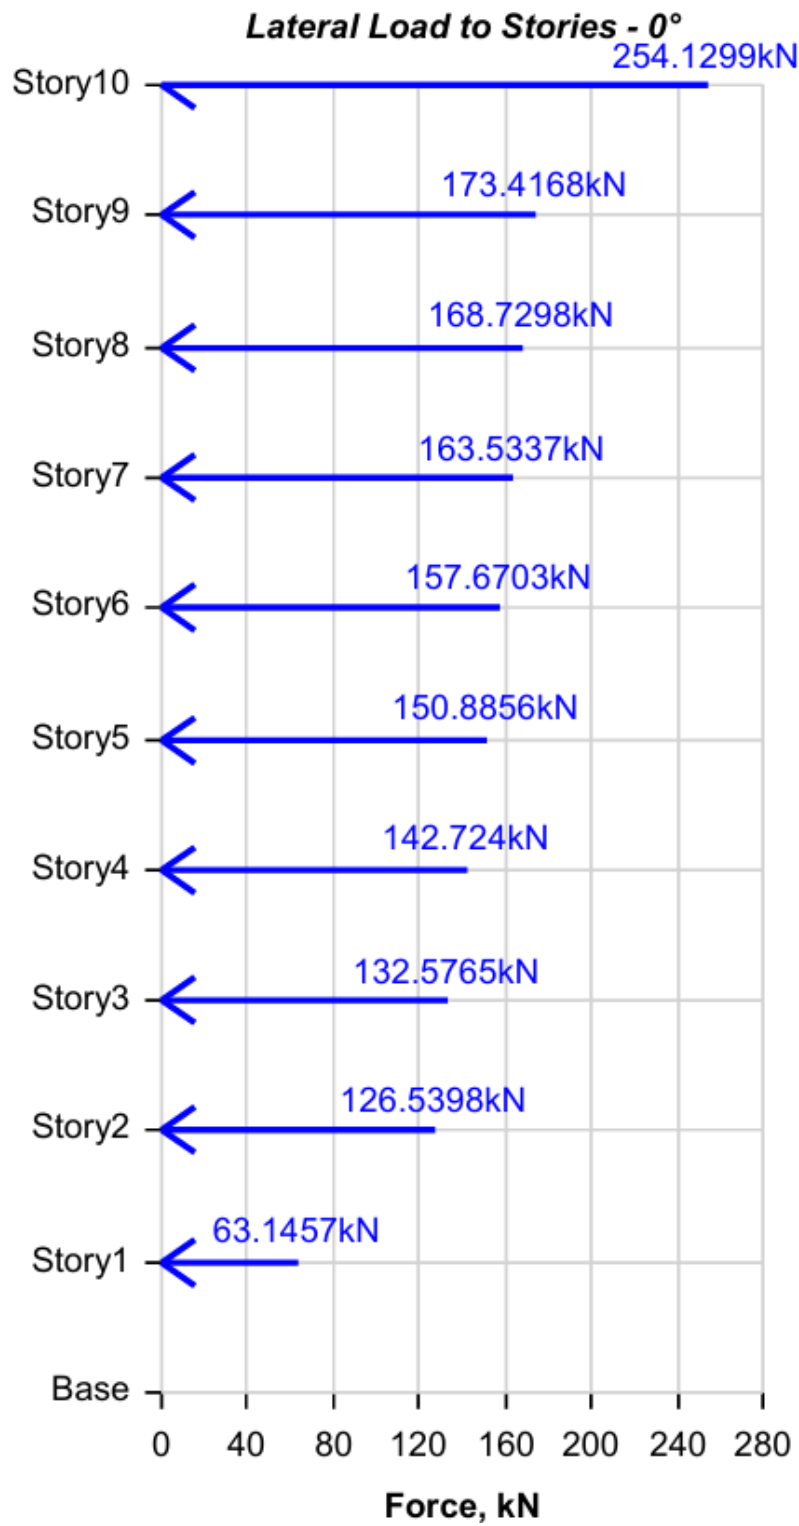 Lateral Load to Stories - 0°
254.1299kN
Story10
173.4168kN
Story9
168.7298kN
Story8
163.5337kN
Story7
157.6703kN
Story6
150.8856kN
Story5
142.724kN
Story4
132.5765kN
Story3
126.5398kN
Story2
63.1457kN
Story1
Base
0 40 80 120 160 200 240 280
Force, kN